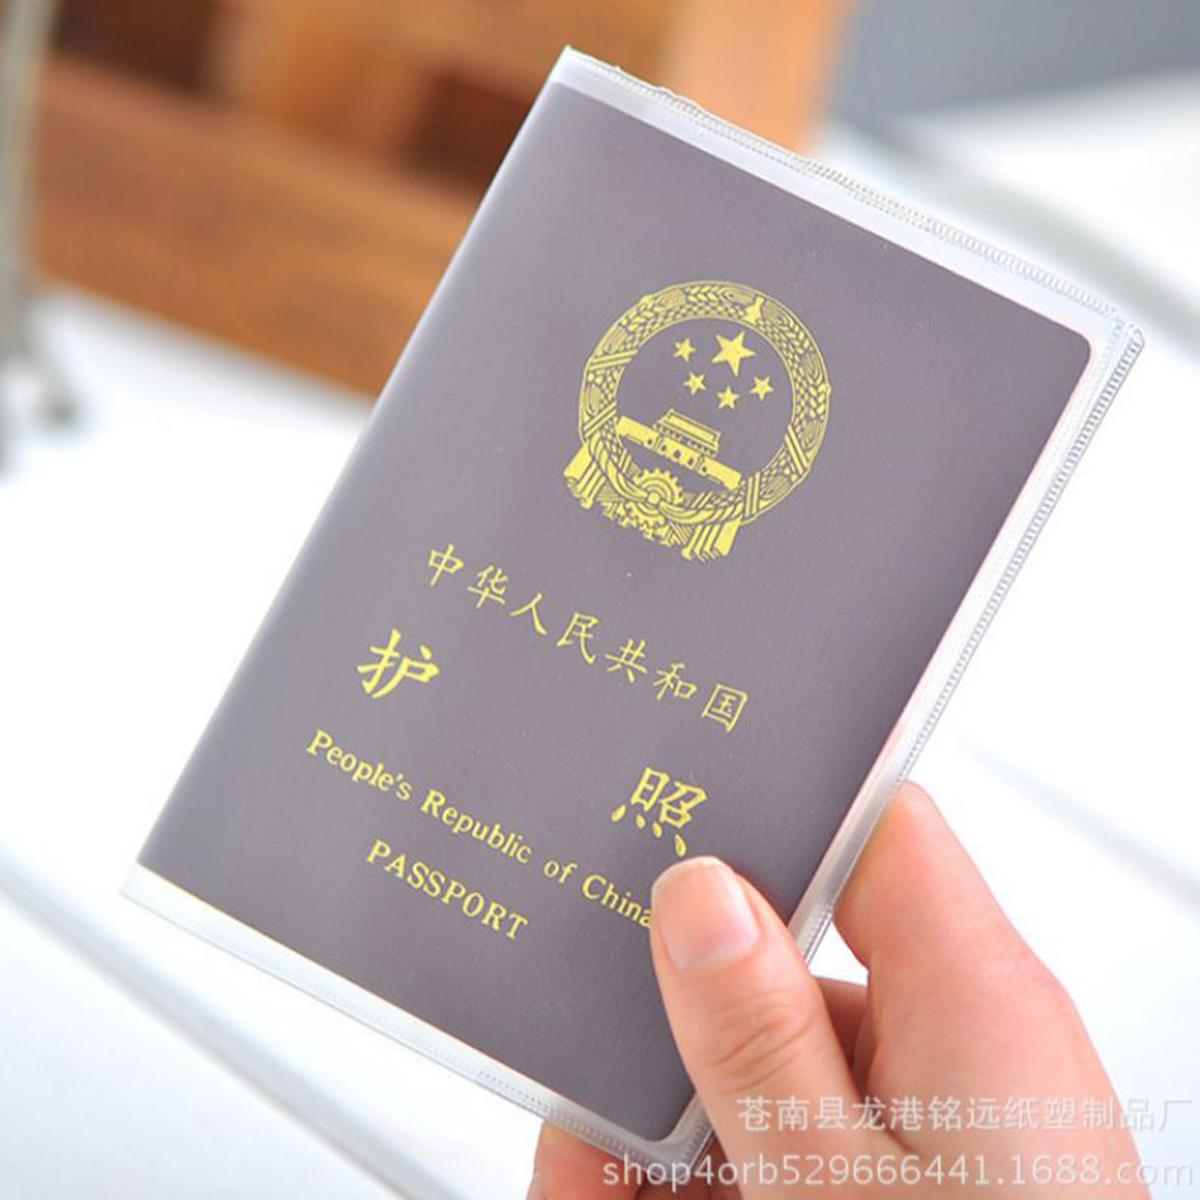 中华人民共和国
护 照
People's Republic of China
PASSPORT
苍南县龙港铭远纸塑制品厂
shop4orb529666441.1688.com